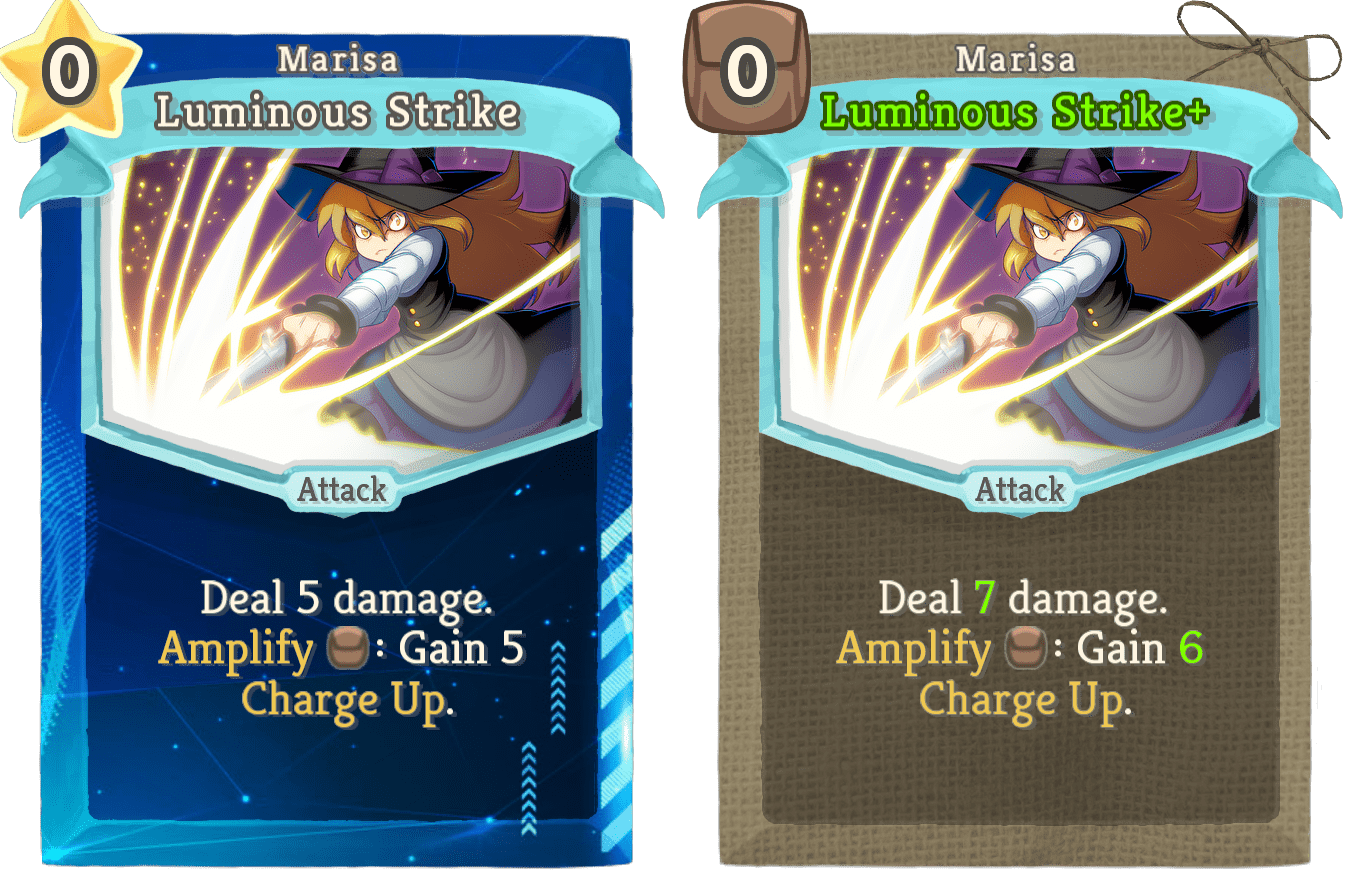 0
Marisa
Luminous Strike
Attack
Deal 5 damage.
Amplify : Gain 5
Charge Up.
0
Marisa
Luminous Strike+
Attack
Deal 7 damage.
Amplify : Gain 6
Charge Up.